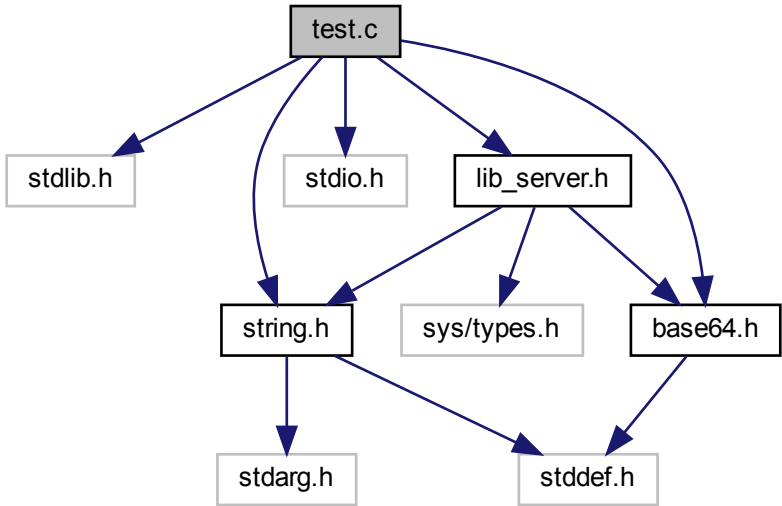 test.c
stdlib.h
stdio.h
lib_server.h
string.h
sys/types.h
base64.h
stdarg.h
stddef.h